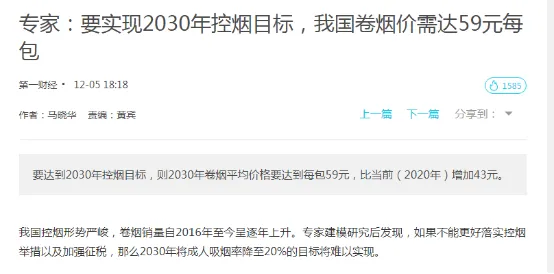 专家：要实现2030年控烟目标，我国卷烟价需达59元每
包
第一财经 • 12-05 18:18
1585
作者：马晓华 责编：黄宾
上一篇 下一篇 分享到：
要达到2030年控烟目标，则2030年卷烟平均价格要达到每包59元，比当前（2020年）增加43元。
我国控烟形势严峻，卷烟销量自2016年至今呈逐年上升。专家建模研究后发现，如果不能更好落实控烟
举措以及加强征税，那么2030年将成人吸烟率降至20%的目标将难以实现。